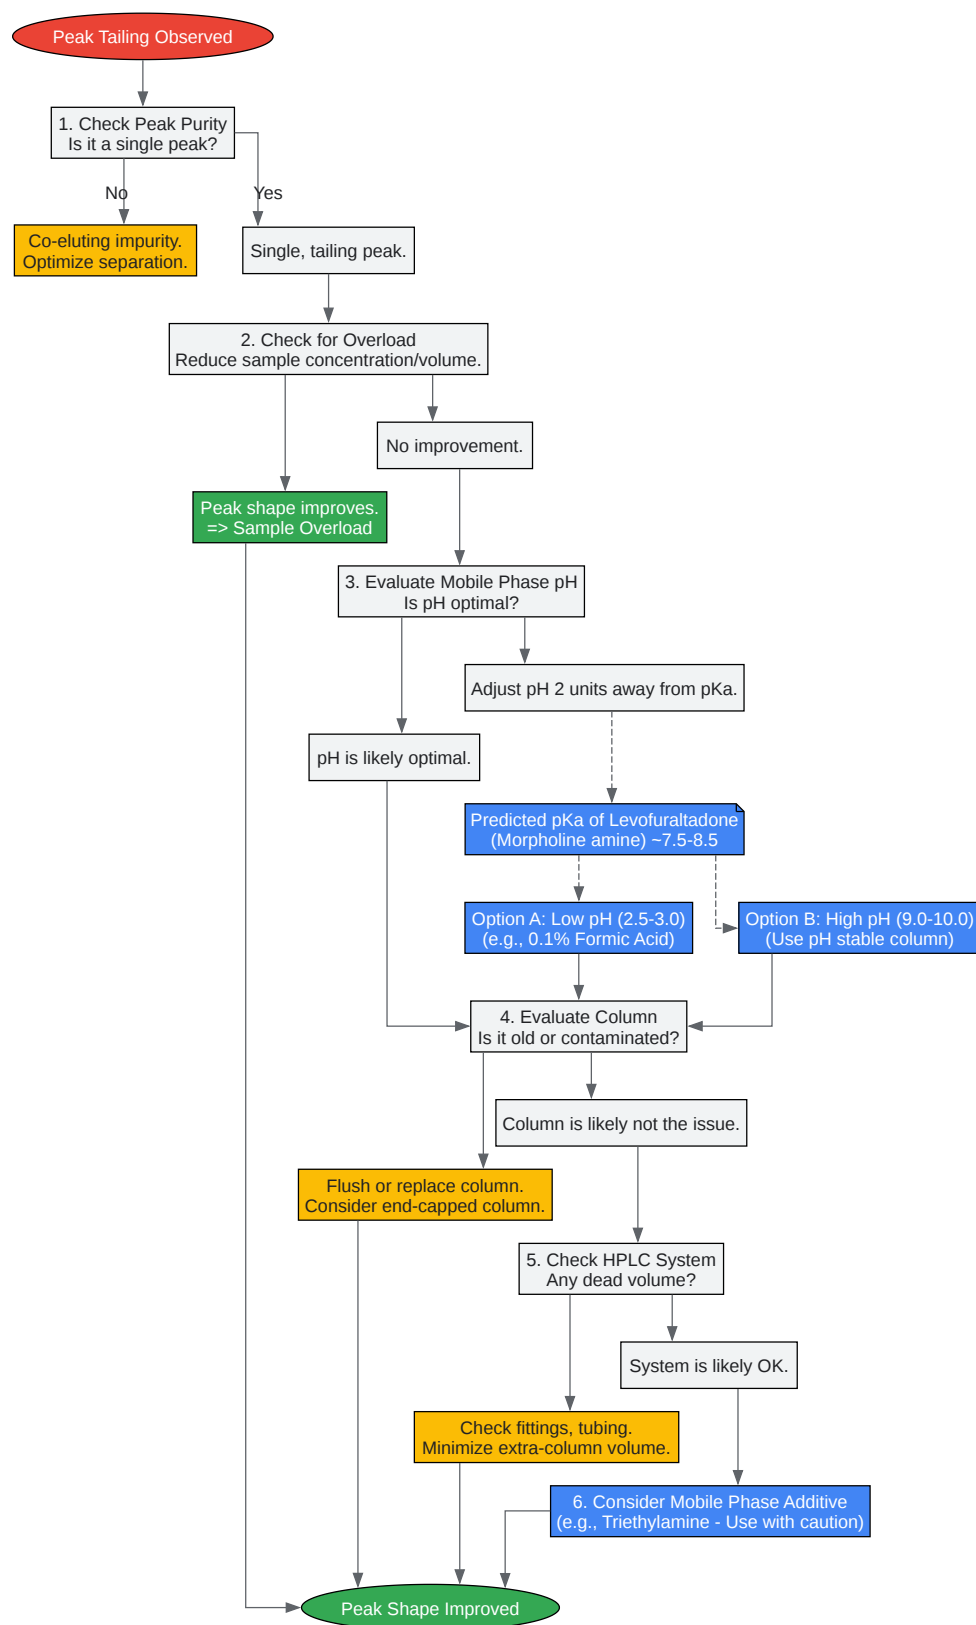 Peak Tailing Observed
1. Check Peak Purity
Is it a single peak?
No
Yes
Co-eluting impurity.
Optimize separation.
Single, tailing peak.
2. Check for Overload
Reduce sample concentration/volume.
No improvement.
Peak shape improves.
=> Sample Overload
3. Evaluate Mobile Phase pH
Is pH optimal?
Adjust pH 2 units away from pKa.
pH is likely optimal.
Predicted pKa of Levofuraltadone
(Morpholine amine) ~7.5-8.5
Option A: Low pH (2.5-3.0)
(e.g., 0.1% Formic Acid)
Option B: High pH (9.0-10.0)
(Use pH stable column)
4. Evaluate Column
Is it old or contaminated?
Column is likely not the issue.
Flush or replace column.
Consider end-capped column.
5. Check HPLC System
Any dead volume?
System is likely OK.
Check fittings, tubing.
Minimize extra-column volume.
6. Consider Mobile Phase Additive
(e.g., Triethylamine - Use with caution)
Peak Shape Improved